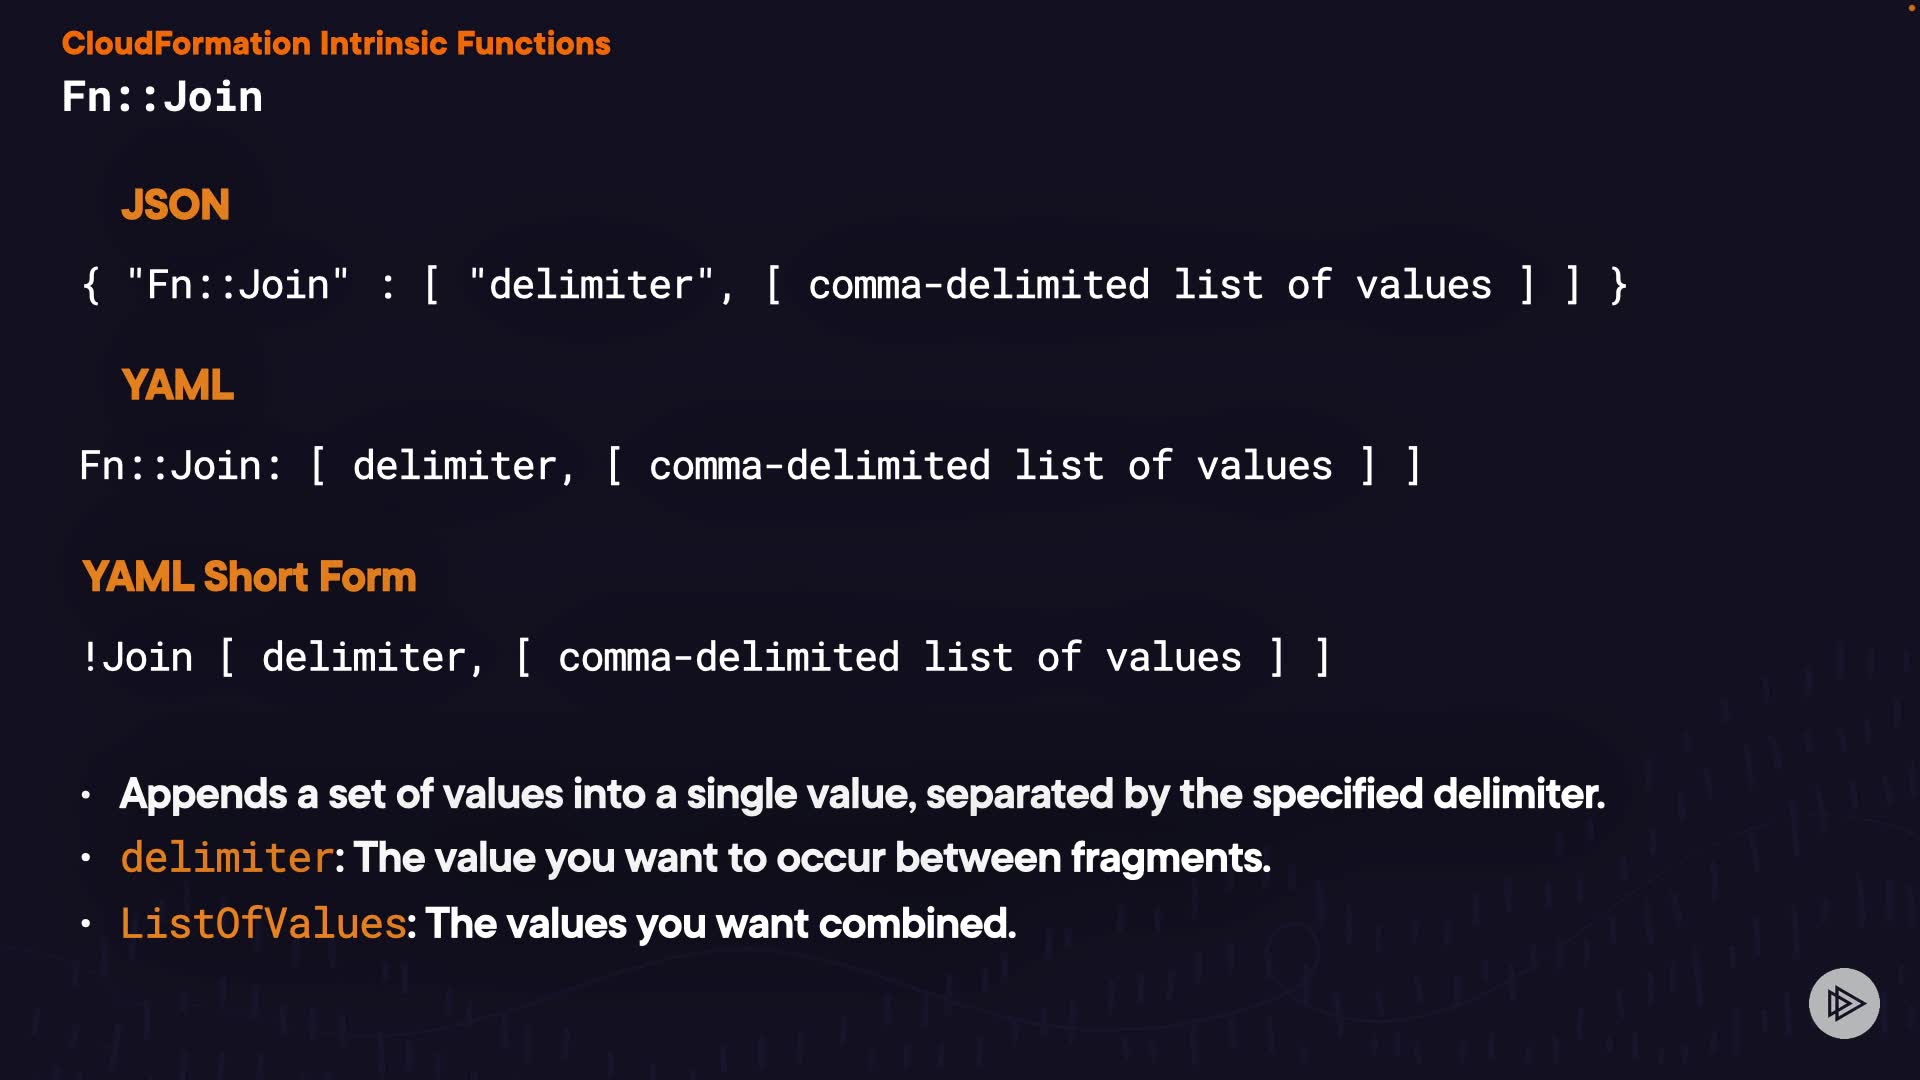 CloudFormation Intrinsic Functions
Fn::Join
JSON
{ "Fn::Join" : [ "delimiter", [ comma-delimited list of values ] ] }
YAML
Fn::Join: [ delimiter, [ comma-delimited list of values ] ]
YAML Short Form
!Join [ delimiter, [ comma-delimited list of values ] ]
• Appends a set of values into a single value, separated by the specified delimiter.
• delimiter: The value you want to occur between fragments.
• ListOfValues: The values you want combined.